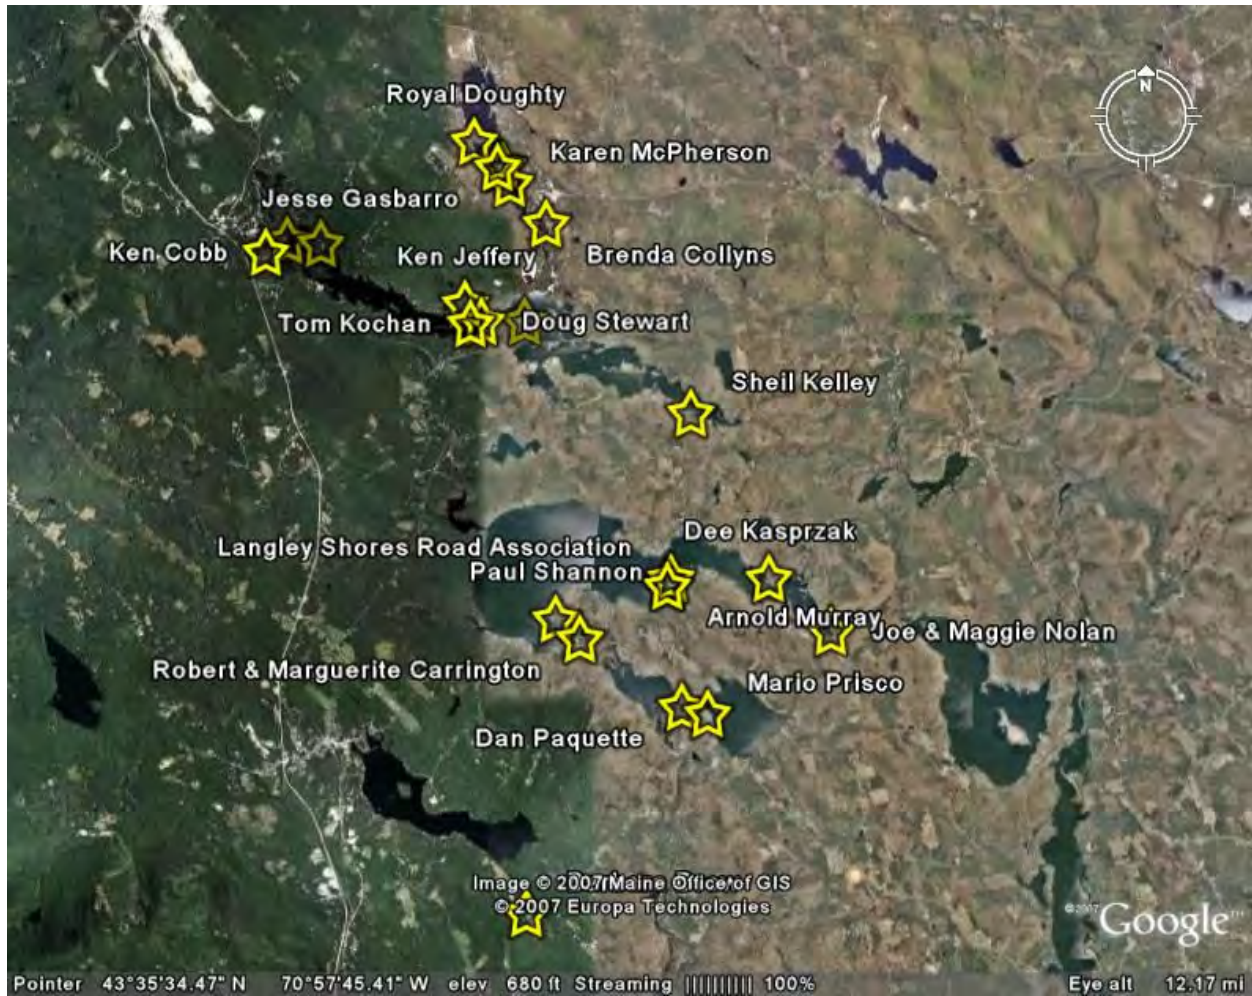 N
Royal Doughty
Karen McPherson
Jesse Gasbarro
Ken Cobb
Ken Jeffery
Brenda Collyns
Tom Kochan
Doug Stewart
Sheil Kelley
Dee Kasprzak
Langley Shores Road Association
Paul Shannon
Arnold Murray
Joe & Maggie Nolan
Robert & Marguerite Carrington
Mario Prisco
Dan Paquette
Image © 2007 Maine Office of GIS
© 2007 Europa Technologies
©2007 Google™
Pointer 43°35'34.47" N 70°57'45.41" W elev 680 ft Streaming |||||||||| 100% Eye alt 12.17 mi